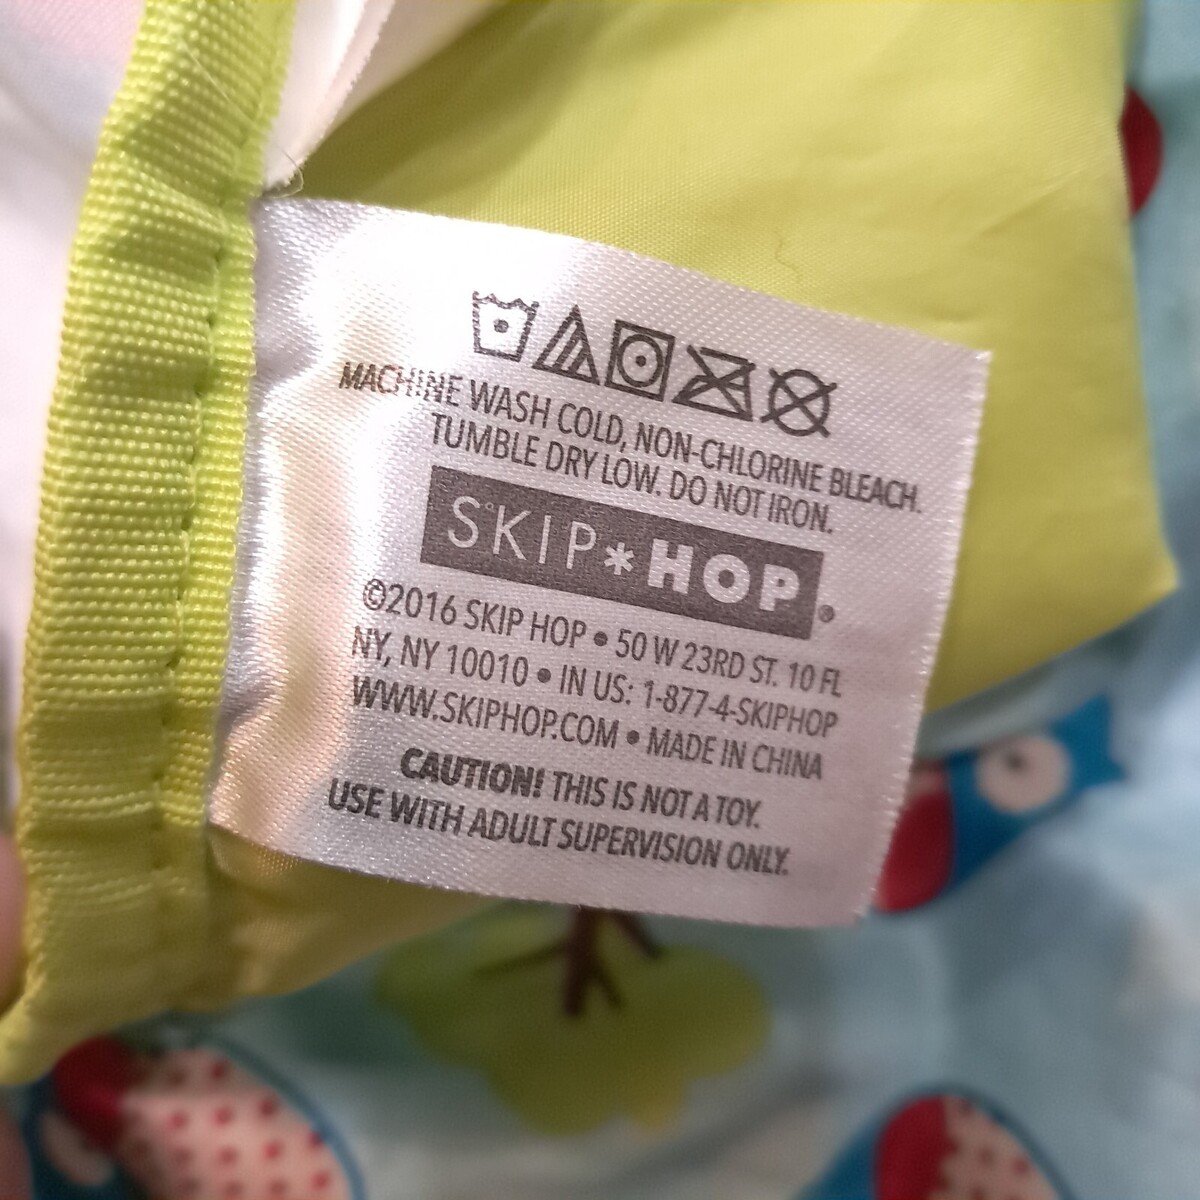 MACHINE WASH COLD, NON-CHLORINE BLEACH.
TUMBLE DRY LOW. DO NOT IRON.
SKIP*HOP®
©2016 SKIP HOP • 50 W 23RD ST. 10 FL
NY, NY 10010 • IN US: 1-877-4-SKIPHOP
WWW.SKIPHOP.COM • MADE IN CHINA
CAUTION! THIS IS NOT A TOY.
USE WITH ADULT SUPERVISION ONLY.